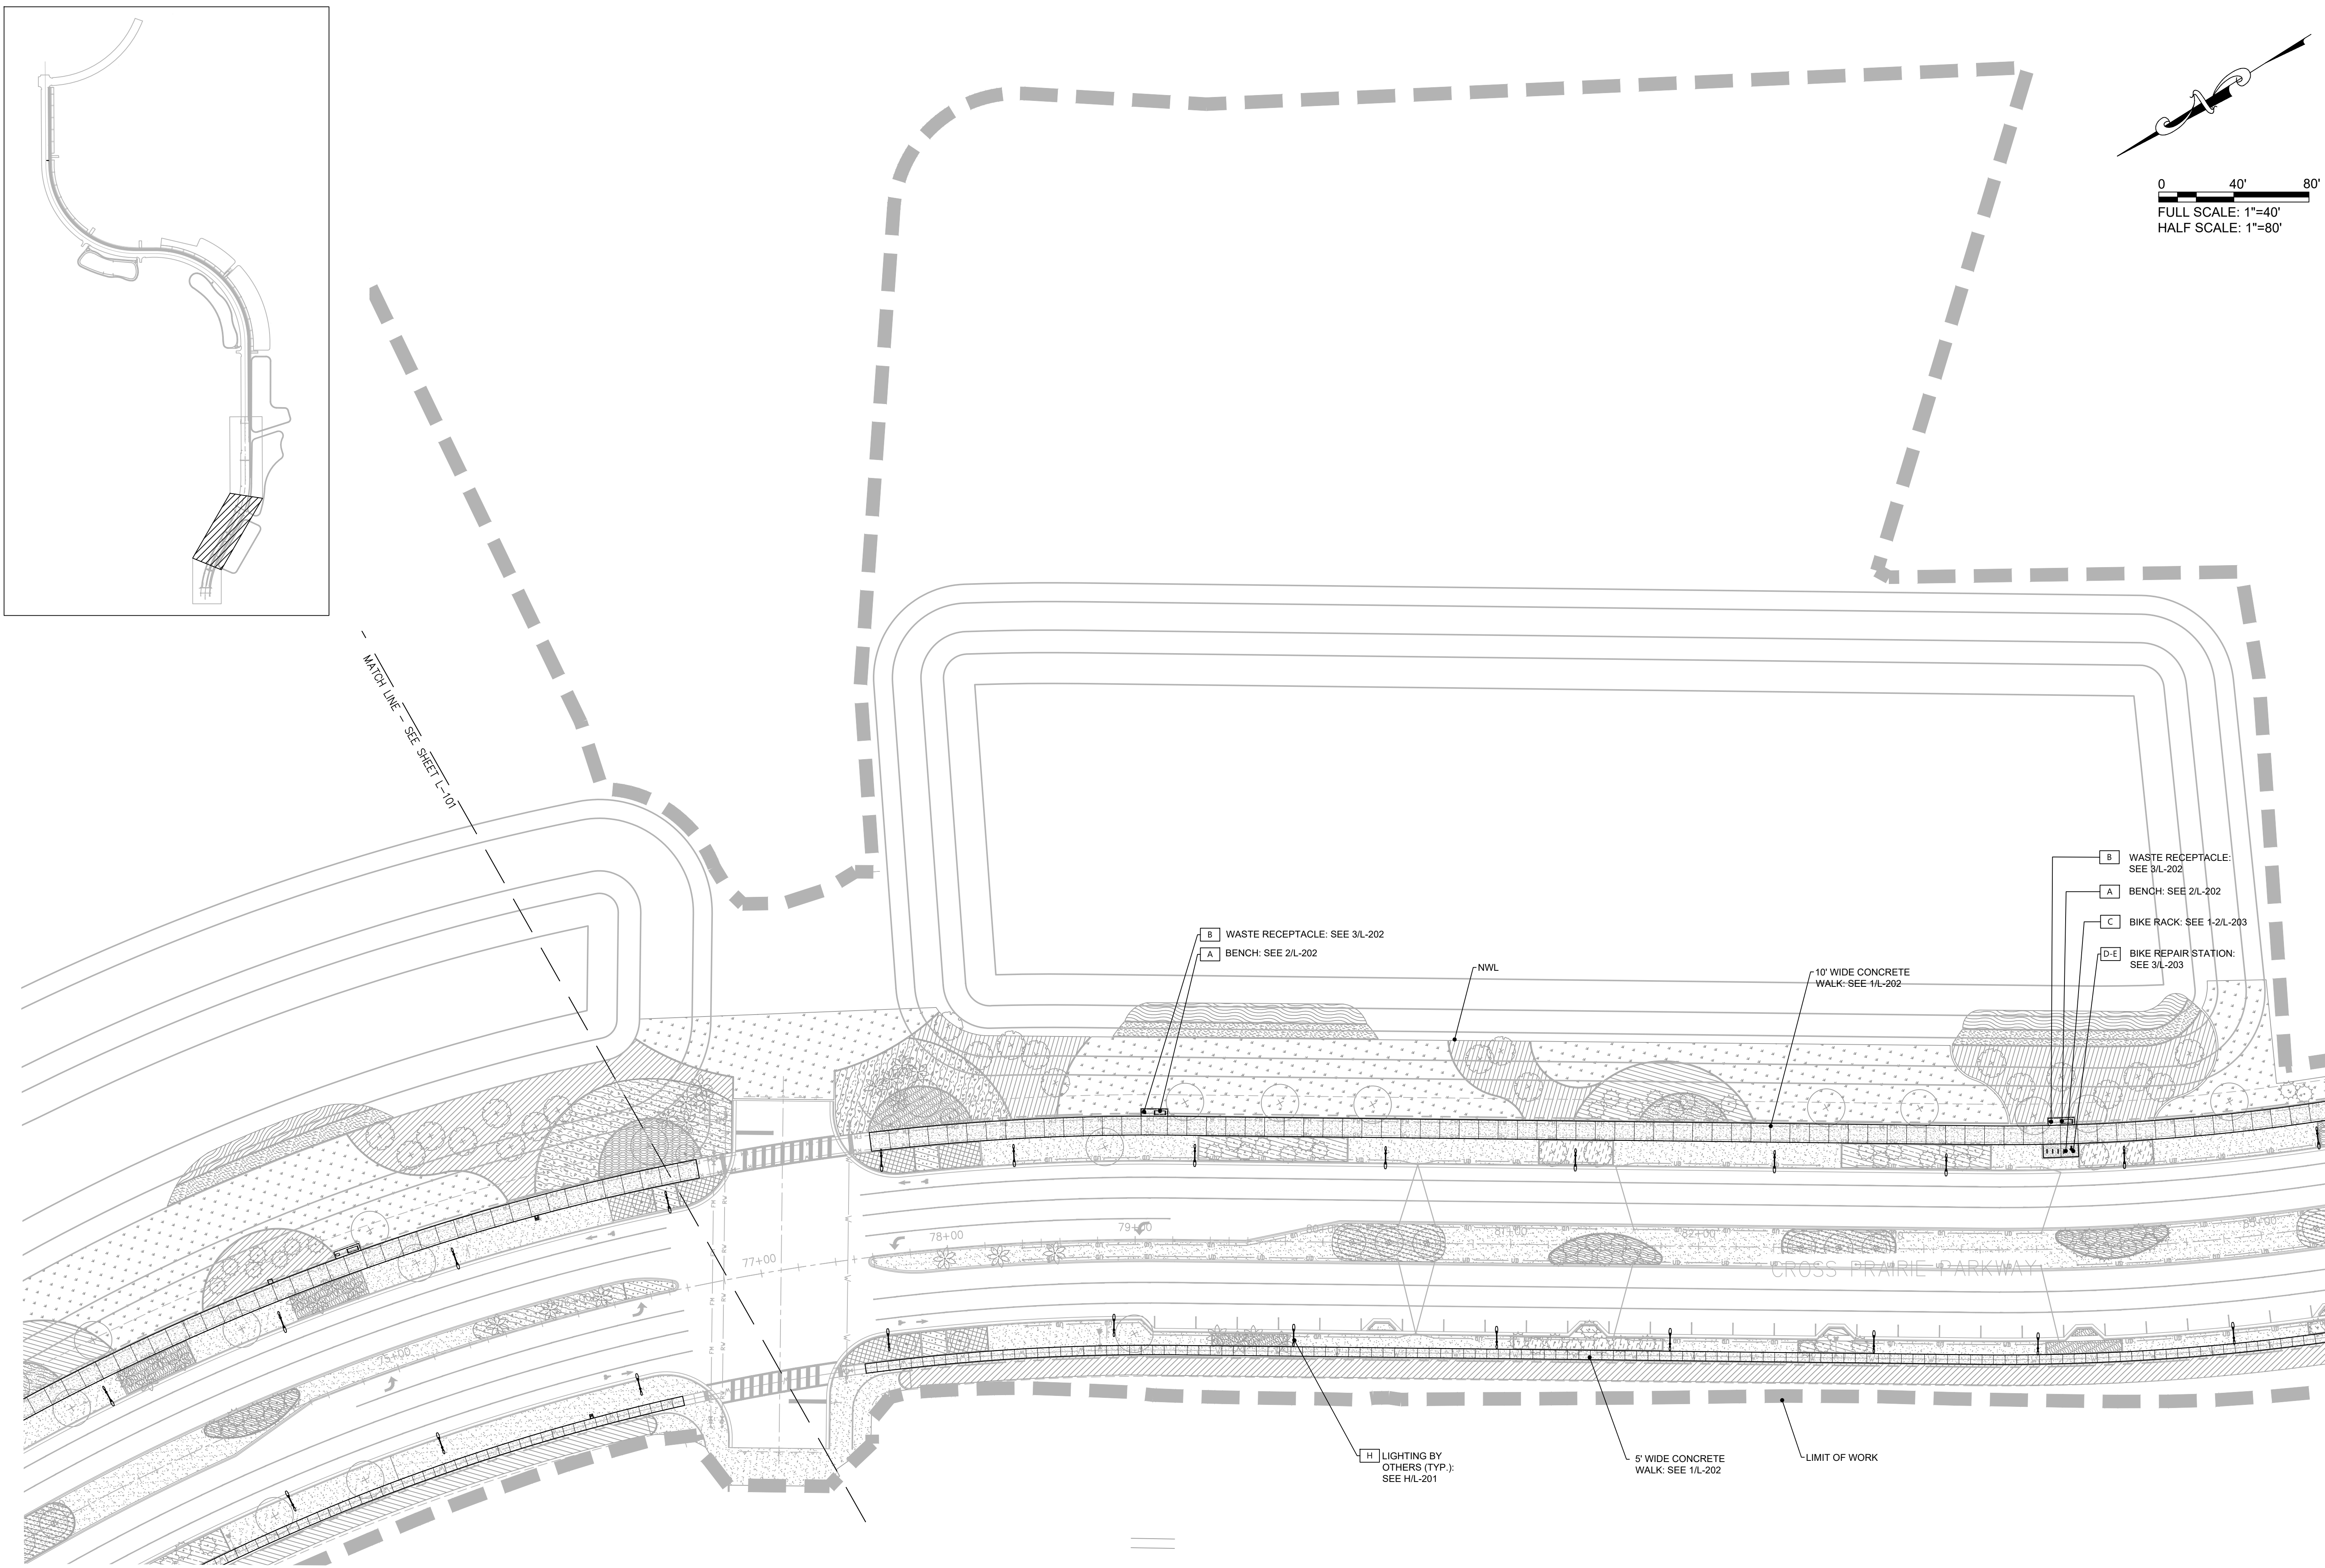 0 40' 80'
FULL SCALE: 1"=40'
HALF SCALE: 1"=80'
MATCH LINE - SEE SHEET L-101
B WASTE RECEPTACLE:
SEE 3/L-202
A BENCH: SEE 2/L-202
C BIKE RACK: SEE 1-2/L-203
D-E BIKE REPAIR STATION:
SEE 3/L-203
B WASTE RECEPTACLE: SEE 3/L-202
A BENCH: SEE 2/L-202
NWL
10' WIDE CONCRETE
WALK: SEE 1/L-202
75+00
77+00
78+00
79+00
81+00
82+00
CROSS PRAIRIE PARKWAY
H LIGHTING BY
OTHERS (TYP.):
SEE H/L-201
5' WIDE CONCRETE
WALK: SEE 1/L-202
LIMIT OF WORK